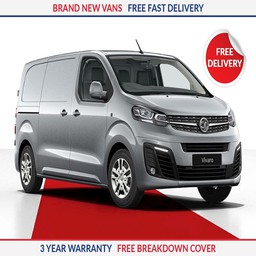 BRAND NEW VANS FREE FAST DELIVERY
FREE
DELIVERY
Vivaro
3 YEAR WARRANTY FREE BREAKDOWN COVER